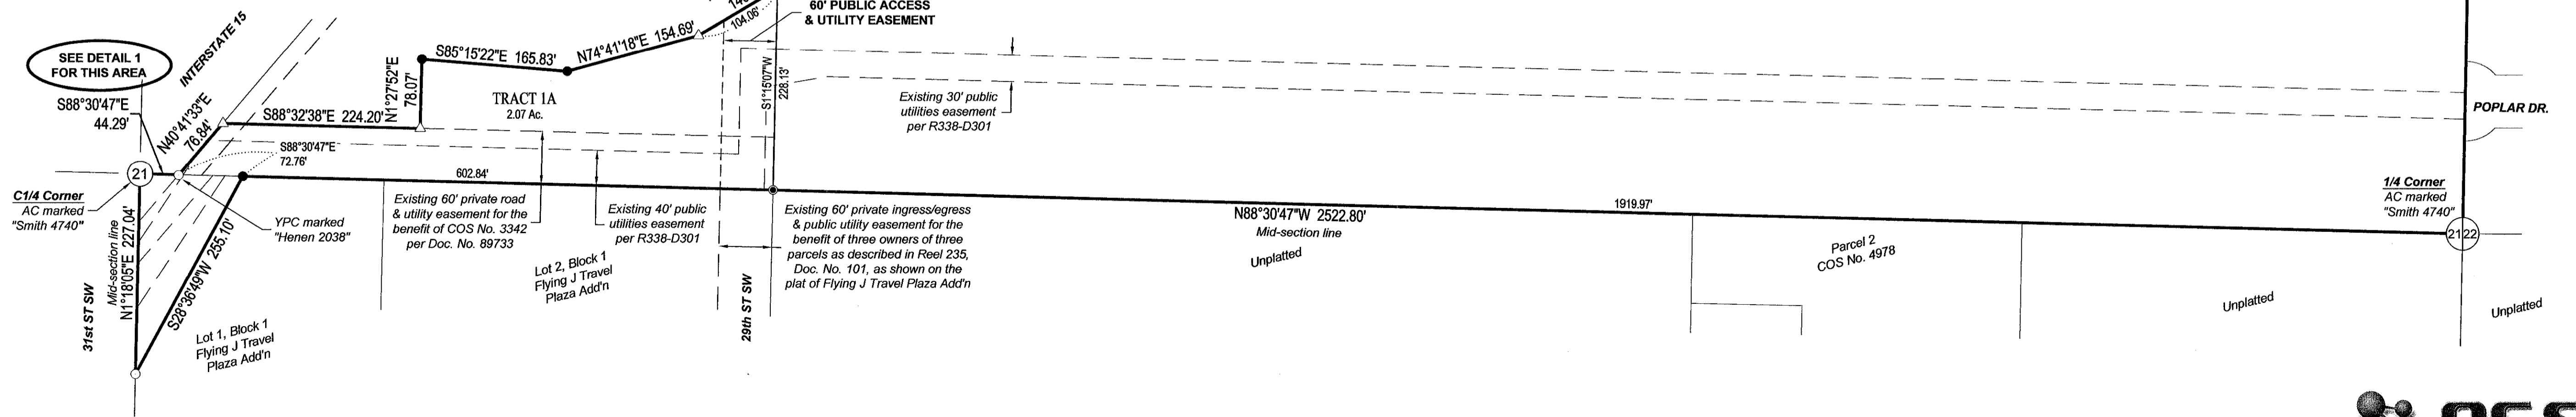 SEE DETAIL 1
FOR THIS AREA
INTERSTATE 15
S88°30'47"E
44.29'
N40°41'33"E
76.84'
S88°32'38"E 224.20'
N1°27'52"E
78.07'
S85°15'22"E 165.83'
N74°41'18"E 154.69'
104.06'
60' PUBLIC ACCESS
& UTILITY EASEMENT
TRACT 1A
2.07 Ac.
S1°15'07"W
228.13'
Existing 30' public
utilities easement
per R338-D301
POPLAR DR.
S88°30'47"E
72.76'
21
C1/4 Corner
AC marked
"Smith 4740"
YPC marked
"Henen 2038"
602.84'
Existing 60' private road
& utility easement for the
benefit of COS No. 3342
per Doc. No. 89733
Existing 40' public
utilities easement
per R338-D301
Existing 60' private ingress/egress
& public utility easement for the
benefit of three owners of three
parcels as described in Reel 235,
Doc. No. 101, as shown on the
plat of Flying J Travel Plaza Add'n
N88°30'47"W 2522.80'
Mid-section line
Unplatted
1919.97'
1/4 Corner
AC marked
"Smith 4740"
21 22
Parcel 2
COS No. 4978
Unplatted
Unplatted
31st ST SW
Mid-section line
N1°18'05"E 227.04'
S28°36'49"W 255.10'
Lot 1, Block 1
Flying J Travel
Plaza Add'n
Lot 2, Block 1
Flying J Travel
Plaza Add'n
29th ST SW